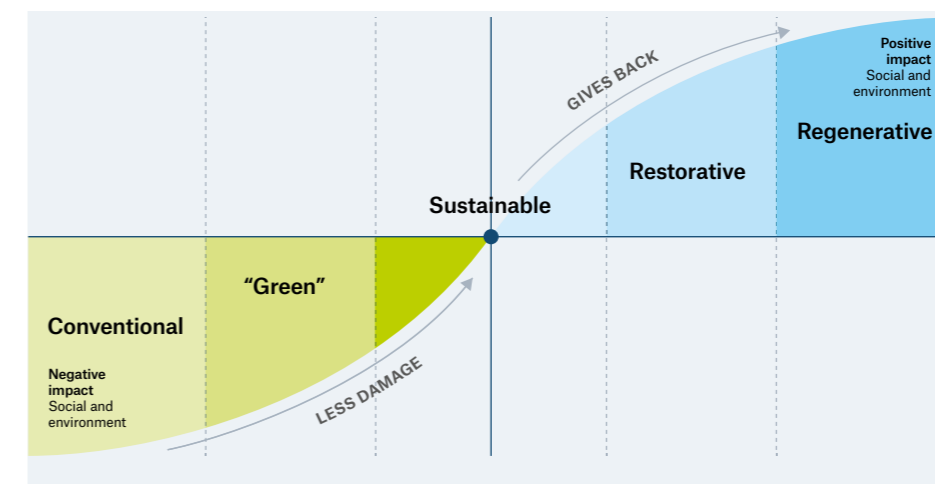 Positive
impact
Social and
environment
GIVES BACK
Regenerative
Restorative
Sustainable
“Green”
Conventional
Negative
impact
Social and
environment
LESS DAMAGE